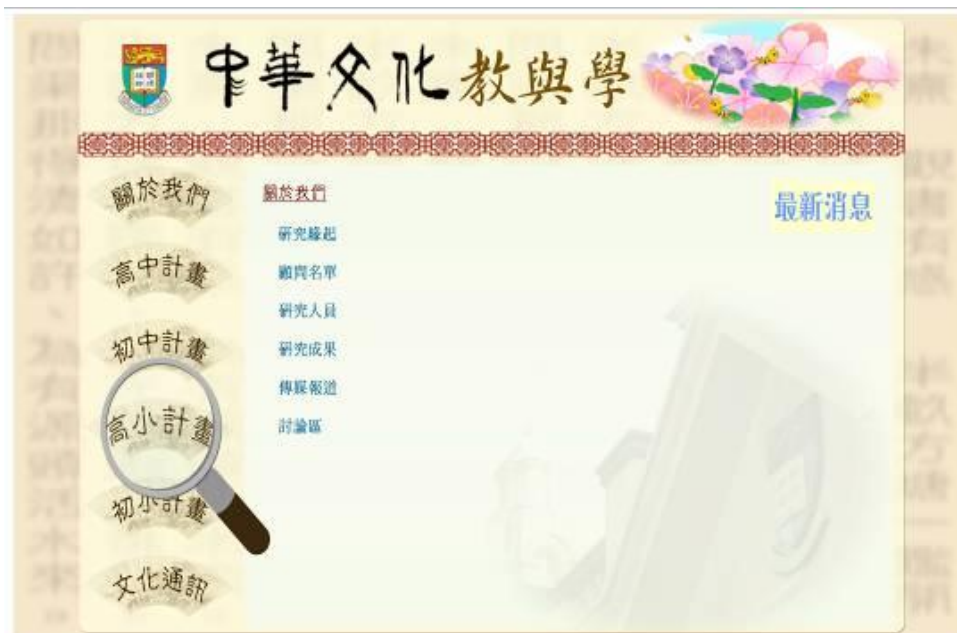 中華文化教與學
關於我們
高中計畫
初中計畫
高小計畫
初小計畫
文化通訊
關於我們
研究緣起
顧問名單
研究人員
研究成果
傳媒報道
討論區
最新消息